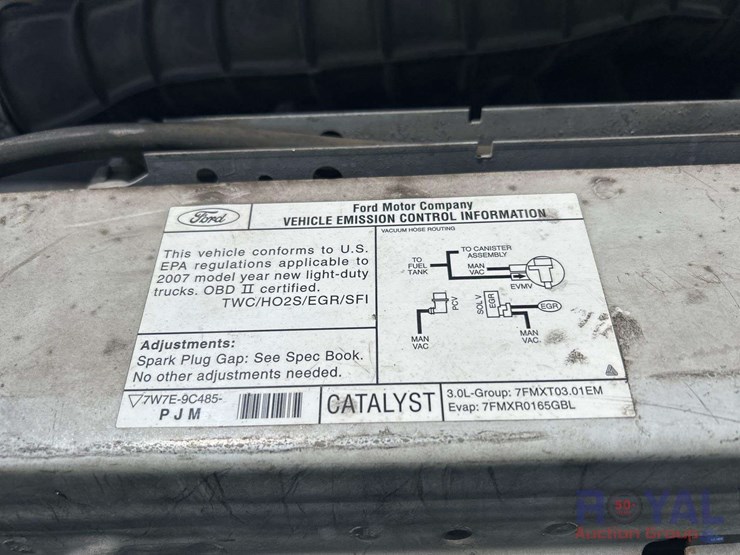 Ford
Ford Motor Company
VEHICLE EMISSION CONTROL INFORMATION
This vehicle conforms to U.S.
EPA regulations applicable to
2007 model year new light-duty
trucks. OBD II certified.
TWC/HO2S/EGR/SFI
Adjustments:
Spark Plug Gap: See Spec Book.
No other adjustments needed.
VACUUM HOSE ROUTING
TO CANISTER
ASSEMBLY
TO
FUEL
TANK
MAN
VAC
EVMV
PCV
MAN
VAC
SOL V
EGR
EGR
MAN
VAC
7W7E-9C485-
PJM
CATALYST
3.0L-Group: 7FMXT03.01EM
Evap: 7FMXR0165GBL
ROYAL
Auction Group